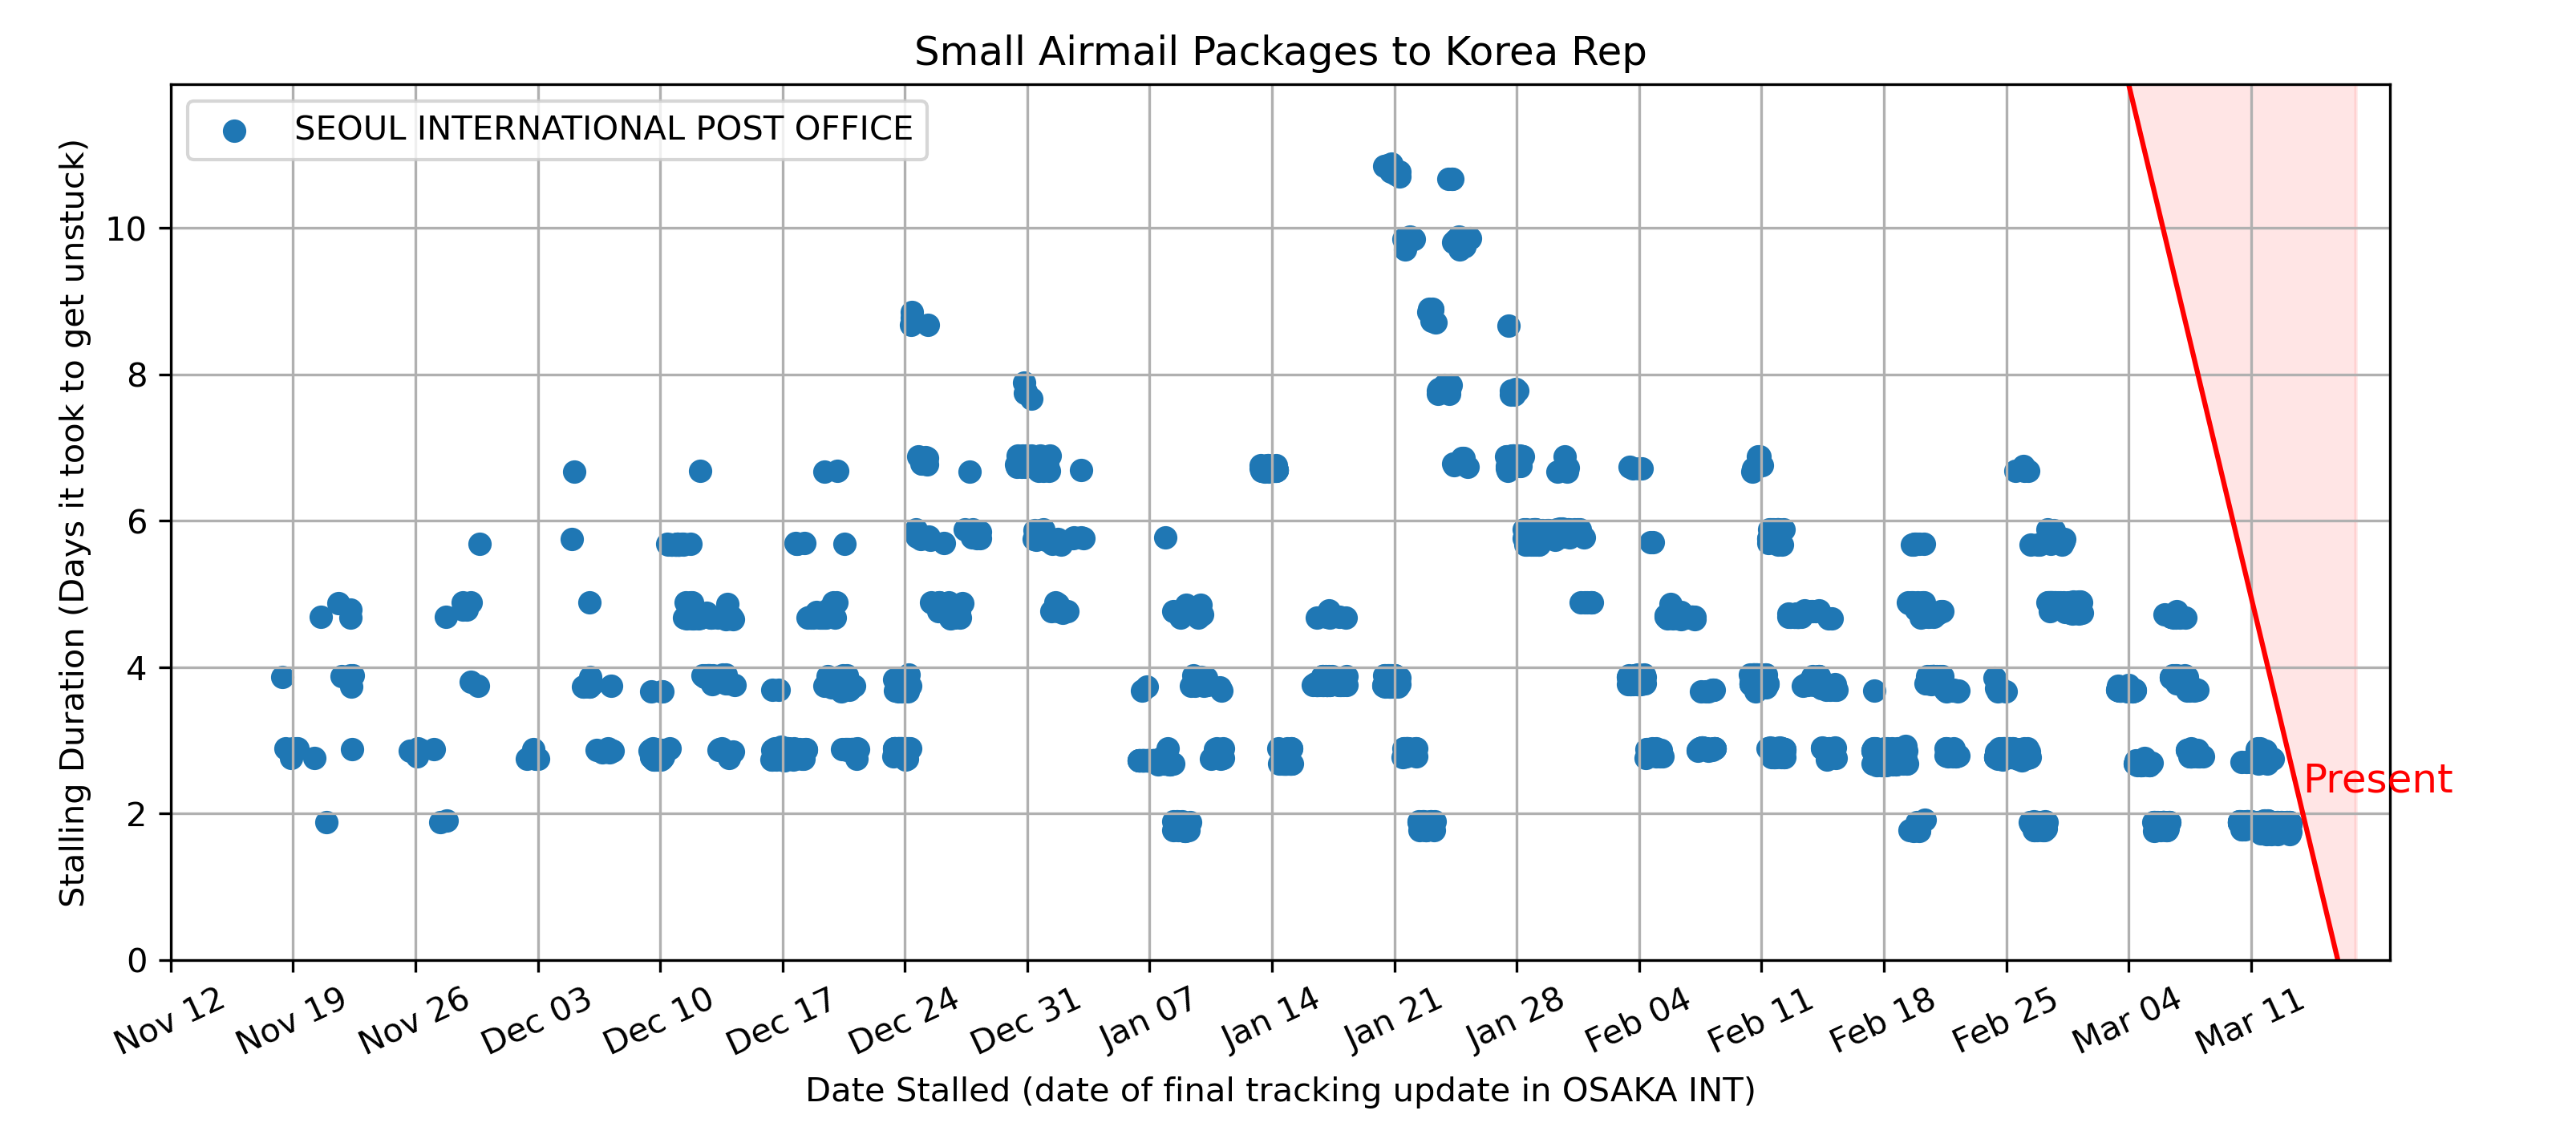 Small Airmail Packages to Korea Rep
SEOUL INTERNATIONAL POST OFFICE
Stalling Duration (Days it took to get unstuck)
10
8
6
4
2
0
Present
Nov 12
Nov 19
Nov 26
Dec 03
Dec 10
Dec 17
Dec 24
Dec 31
Jan 07
Jan 14
Jan 21
Jan 28
Feb 04
Feb 11
Feb 18
Feb 25
Mar 04
Mar 11
Date Stalled (date of final tracking update in OSAKA INT)